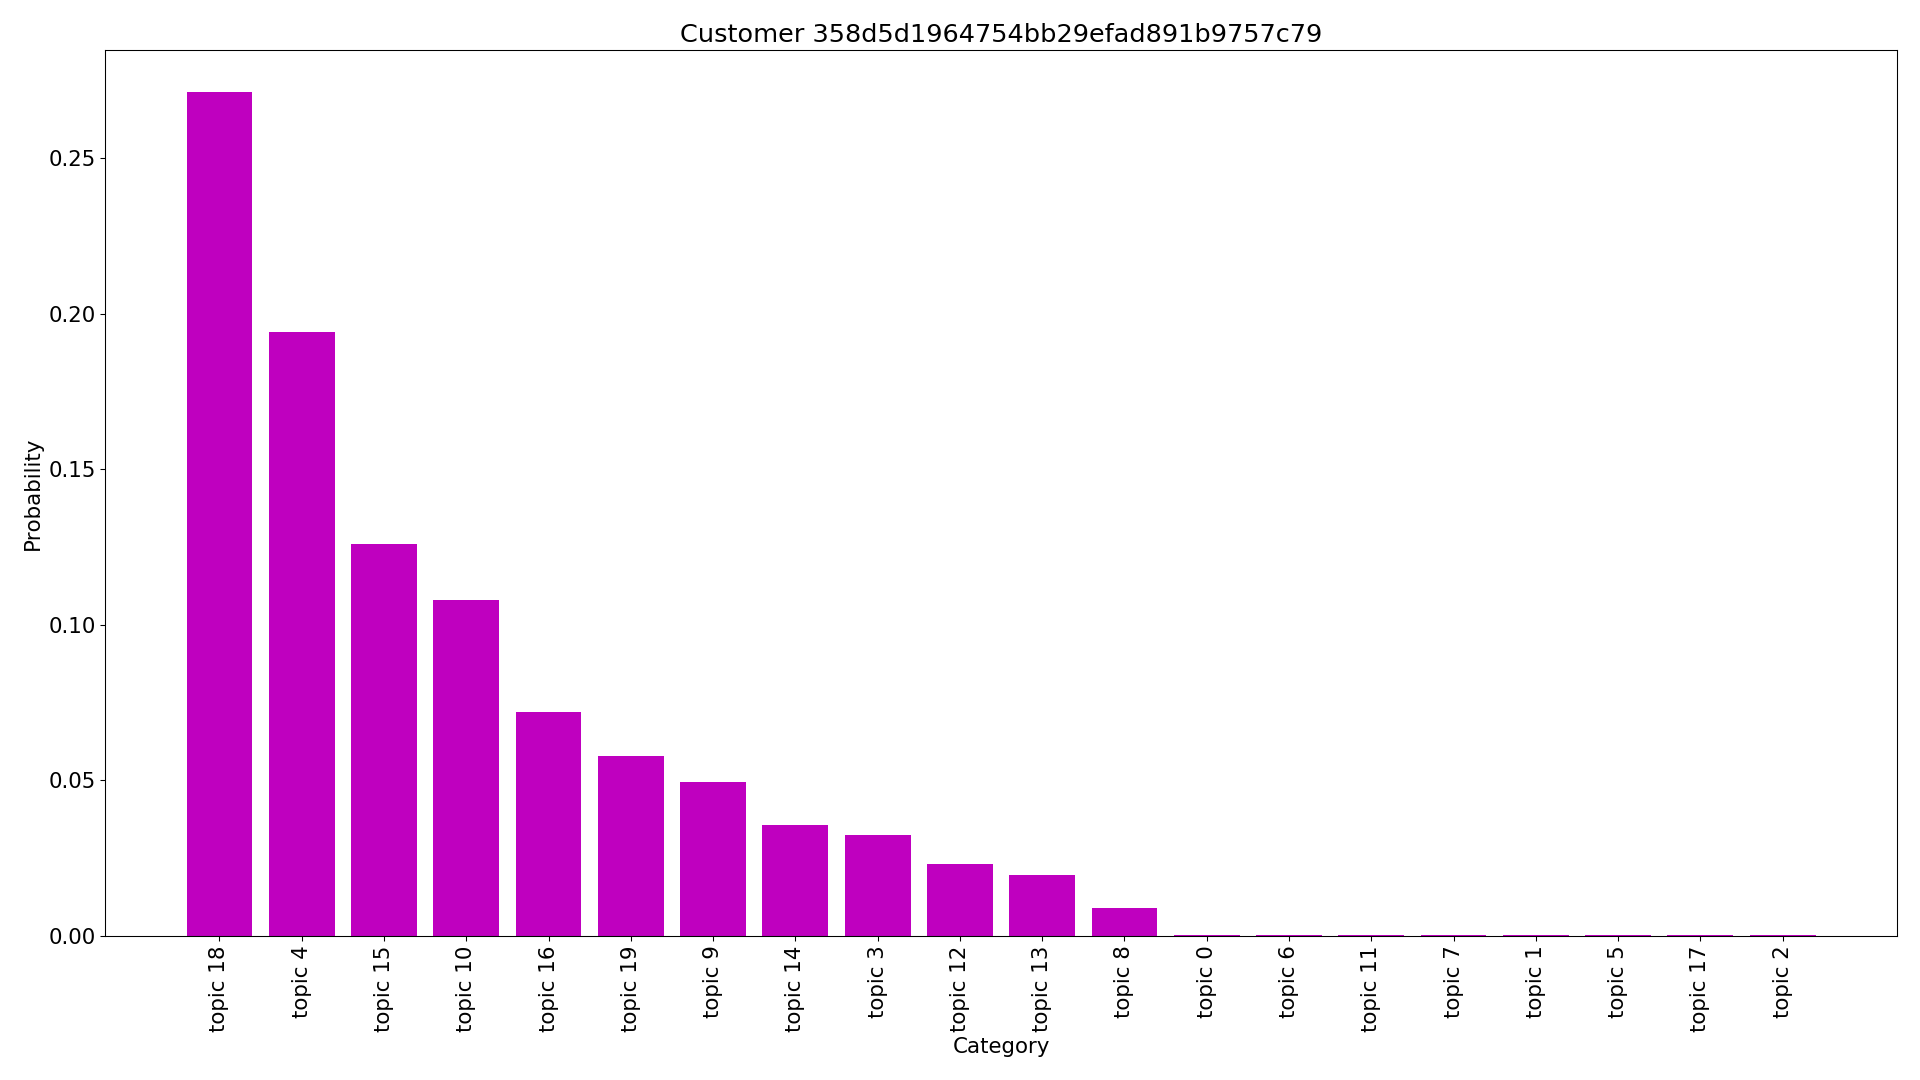 Customer 358d5d1964754bb29efad891b9757c79
Probability
0.25
0.20
0.15
0.10
0.05
0.00
topic 18
topic 4
topic 15
topic 10
topic 16
topic 19
topic 9
topic 14
topic 3
topic 12
topic 13
topic 8
topic 0
topic 6
topic 11
topic 7
topic 1
topic 5
topic 17
topic 2
Category